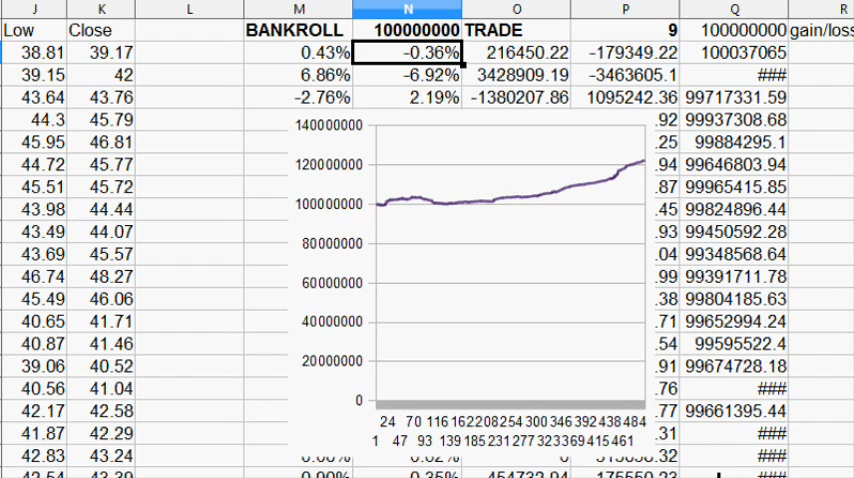 J K L M N O P Q R
Low Close BANKROLL 100000000 TRADE 9 100000000 gain/loss
38.81 39.17 0.43% -0.36% 216450.22 -179349.22 100037065
39.15 42 6.86% -6.92% 3428909.19 -3463605.1 ###
43.64 43.76 -2.76% 2.19% -1380207.86 1095242.36 99717331.59
44.3 45.79 .92 99937308.68
45.95 46.81 .25 99884295.1
44.72 45.77 .94 99646803.94
45.51 45.72 .87 99965415.85
43.98 44.44 .45 99824896.44
43.49 44.07 .93 99450592.28
43.69 45.57 .04 99348568.64
46.74 48.27 .99 99391711.78
45.49 46.06 .38 99804185.63
40.65 41.71 .71 99652994.24
40.87 41.46 .54 99595522.4
39.06 40.52 .91 99674728.18
40.56 41.04 .76 ###
42.17 42.58 .77 99661395.44
41.87 42.29 .31 ###
42.83 43.24 ###
140000000
120000000
100000000
80000000
60000000
40000000
20000000
0
24 70 116 162 208 254 300 346 392 438 484
1 47 93 139 185 231 277 323 369 415 461